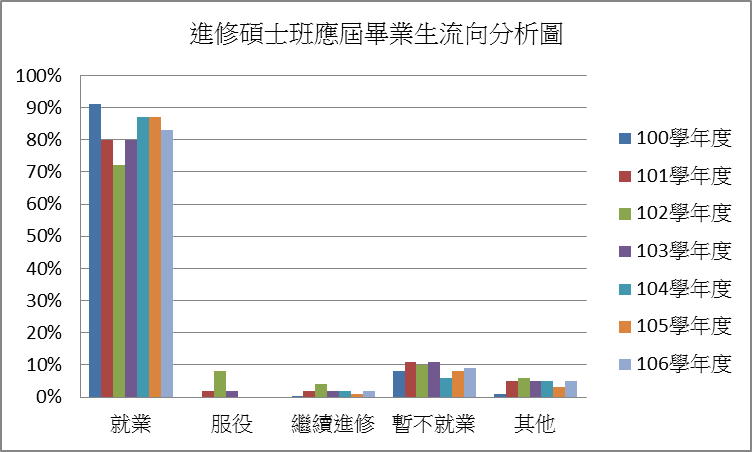 進修碩士班應屆畢業生流向分析圖
100%
90%
80%
70%
60%
50%
40%
30%
20%
10%
0%
就業
服役
繼續進修
暫不就業
其他
100學年度
101學年度
102學年度
103學年度
104學年度
105學年度
106學年度